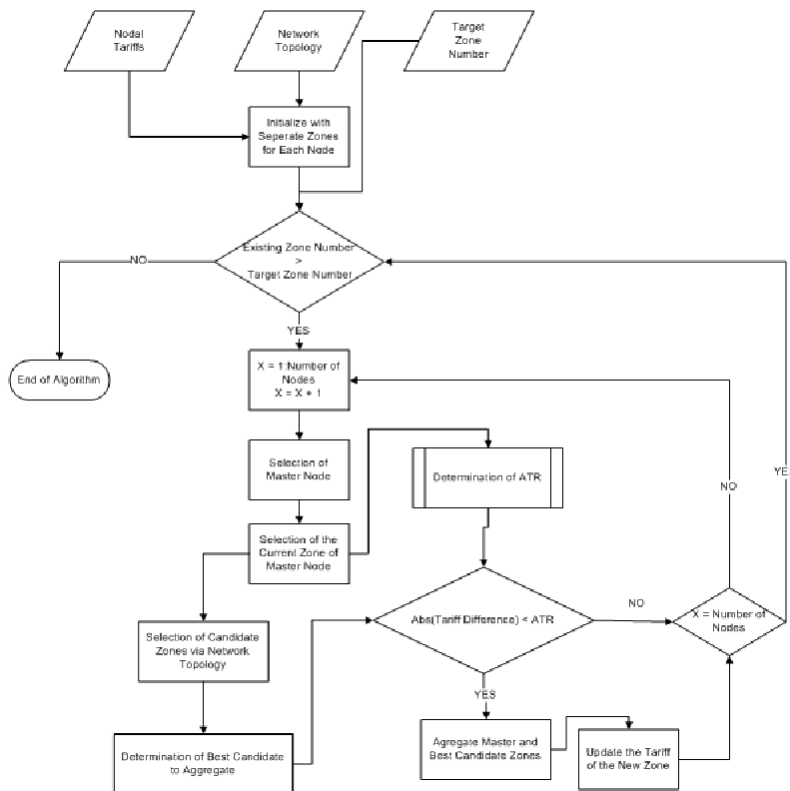 Nodal
Tariffs
Network
Topology
Target
Zone
Number
Initialize with
Seperate Zones
for Each Node
Existing Zone Number
>
Target Zone Number
NO
YES
End of Algorithm
X = 1:Number of
Nodes
X = X + 1
Selection of
Master Node
Determination of ATR
Selection of the
Current Zone of
Master Node
NO
YE
Selection of Candidate
Zones via Network
Topology
Abs(Tariff Difference) < ATR
NO
X = Number of
Nodes
YES
Determination of Best Candidate
to Aggregate
Agregate Master and
Best Candidate Zones
Update the Tariff
of the New Zone